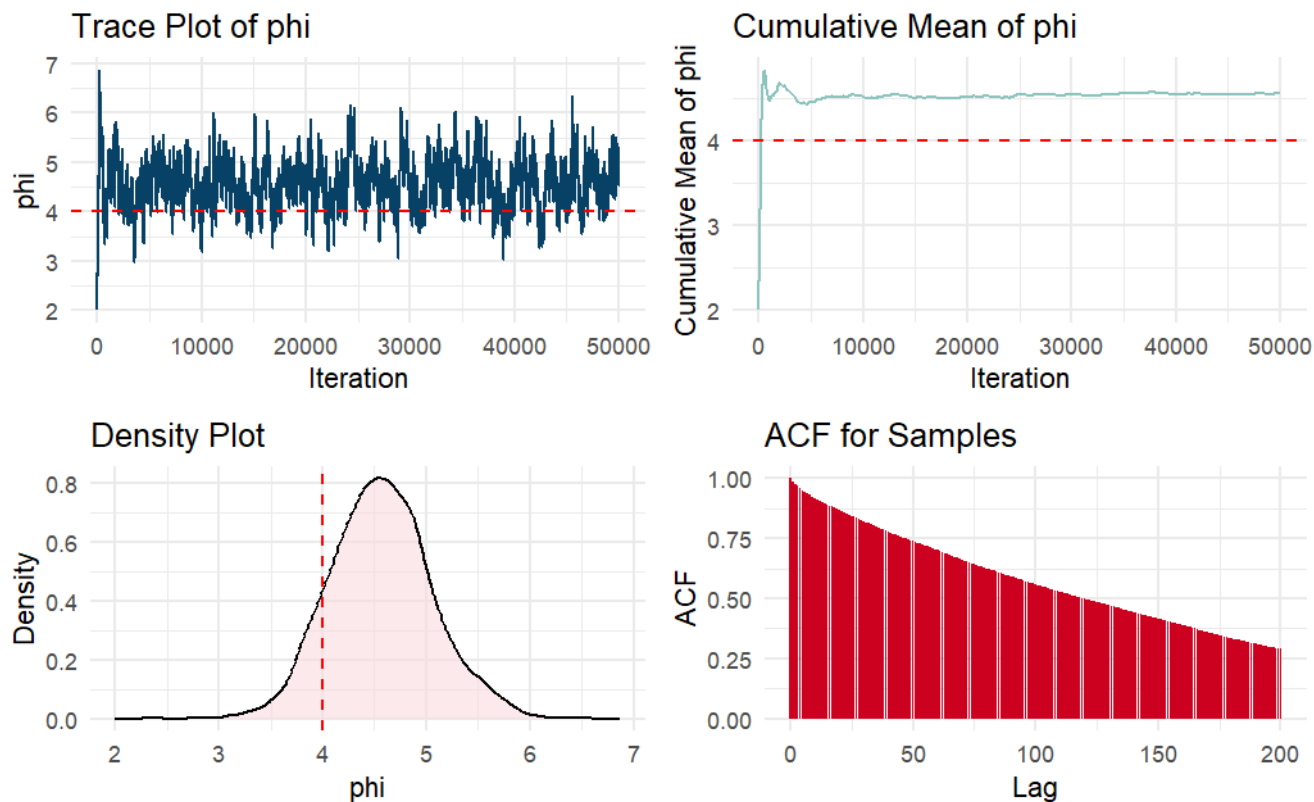 Trace Plot of phi
phi
7
6
5
4
3
2
0 10000 20000 30000 40000 50000
Iteration
Cumulative Mean of phi
Cumulative Mean of phi
4
3
2
0 10000 20000 30000 40000 50000
Iteration
Density Plot
Density
0.8
0.6
0.4
0.2
0.0
2 3 4 5 6 7
phi
ACF for Samples
ACF
1.00
0.75
0.50
0.25
0.00
0 50 100 150 200
Lag